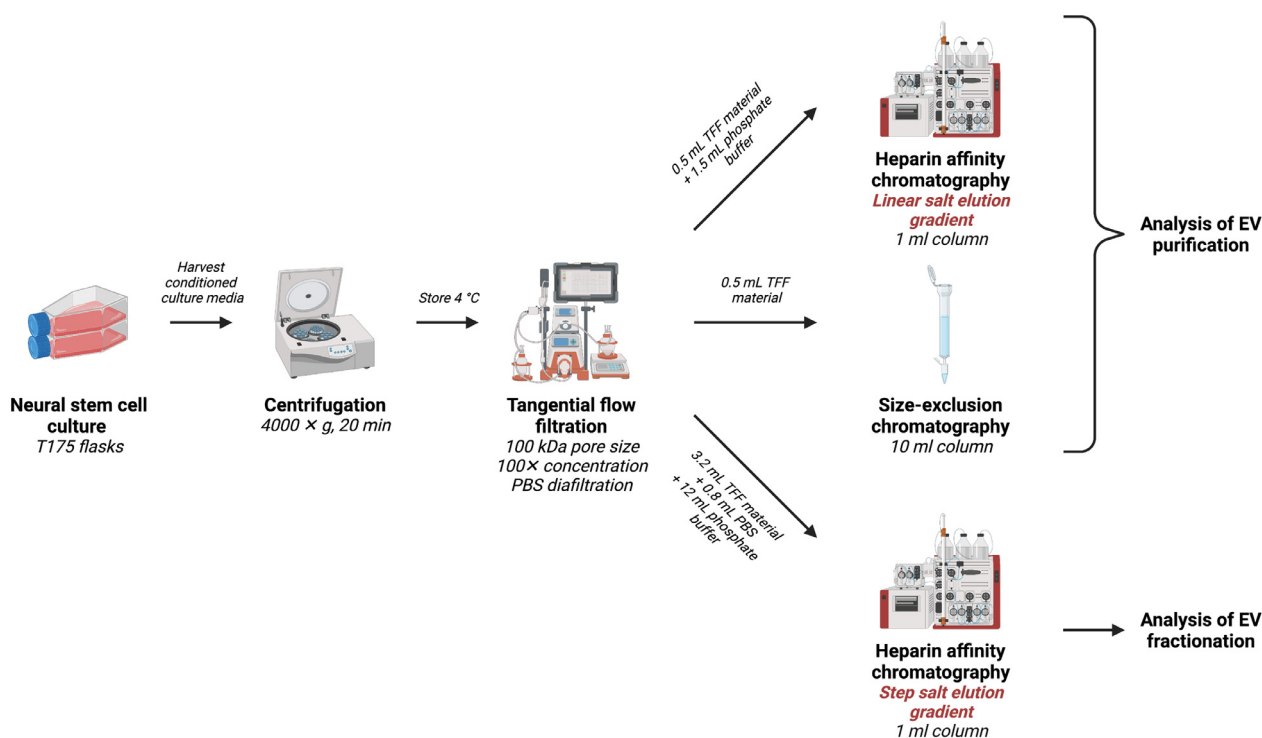 Neural stem cell
culture
T175 flasks
Harvest
conditioned
culture media
Centrifugation
4000 × g, 20 min
Store 4 °C
Tangential flow
filtration
100 kDa pore size
100× concentration
PBS diafiltration
0.5 mL TFF material
+ 1.5 mL phosphate
buffer
Heparin affinity
chromatography
Linear salt elution
gradient
1 ml column
0.5 mL TFF
material
Size-exclusion
chromatography
10 ml column
Analysis of EV
purification
3.2 mL TFF material
+ 0.8 mL PBS
+ 12 mL phosphate
buffer
Heparin affinity
chromatography
Step salt elution
gradient
1 ml column
Analysis of EV
fractionation